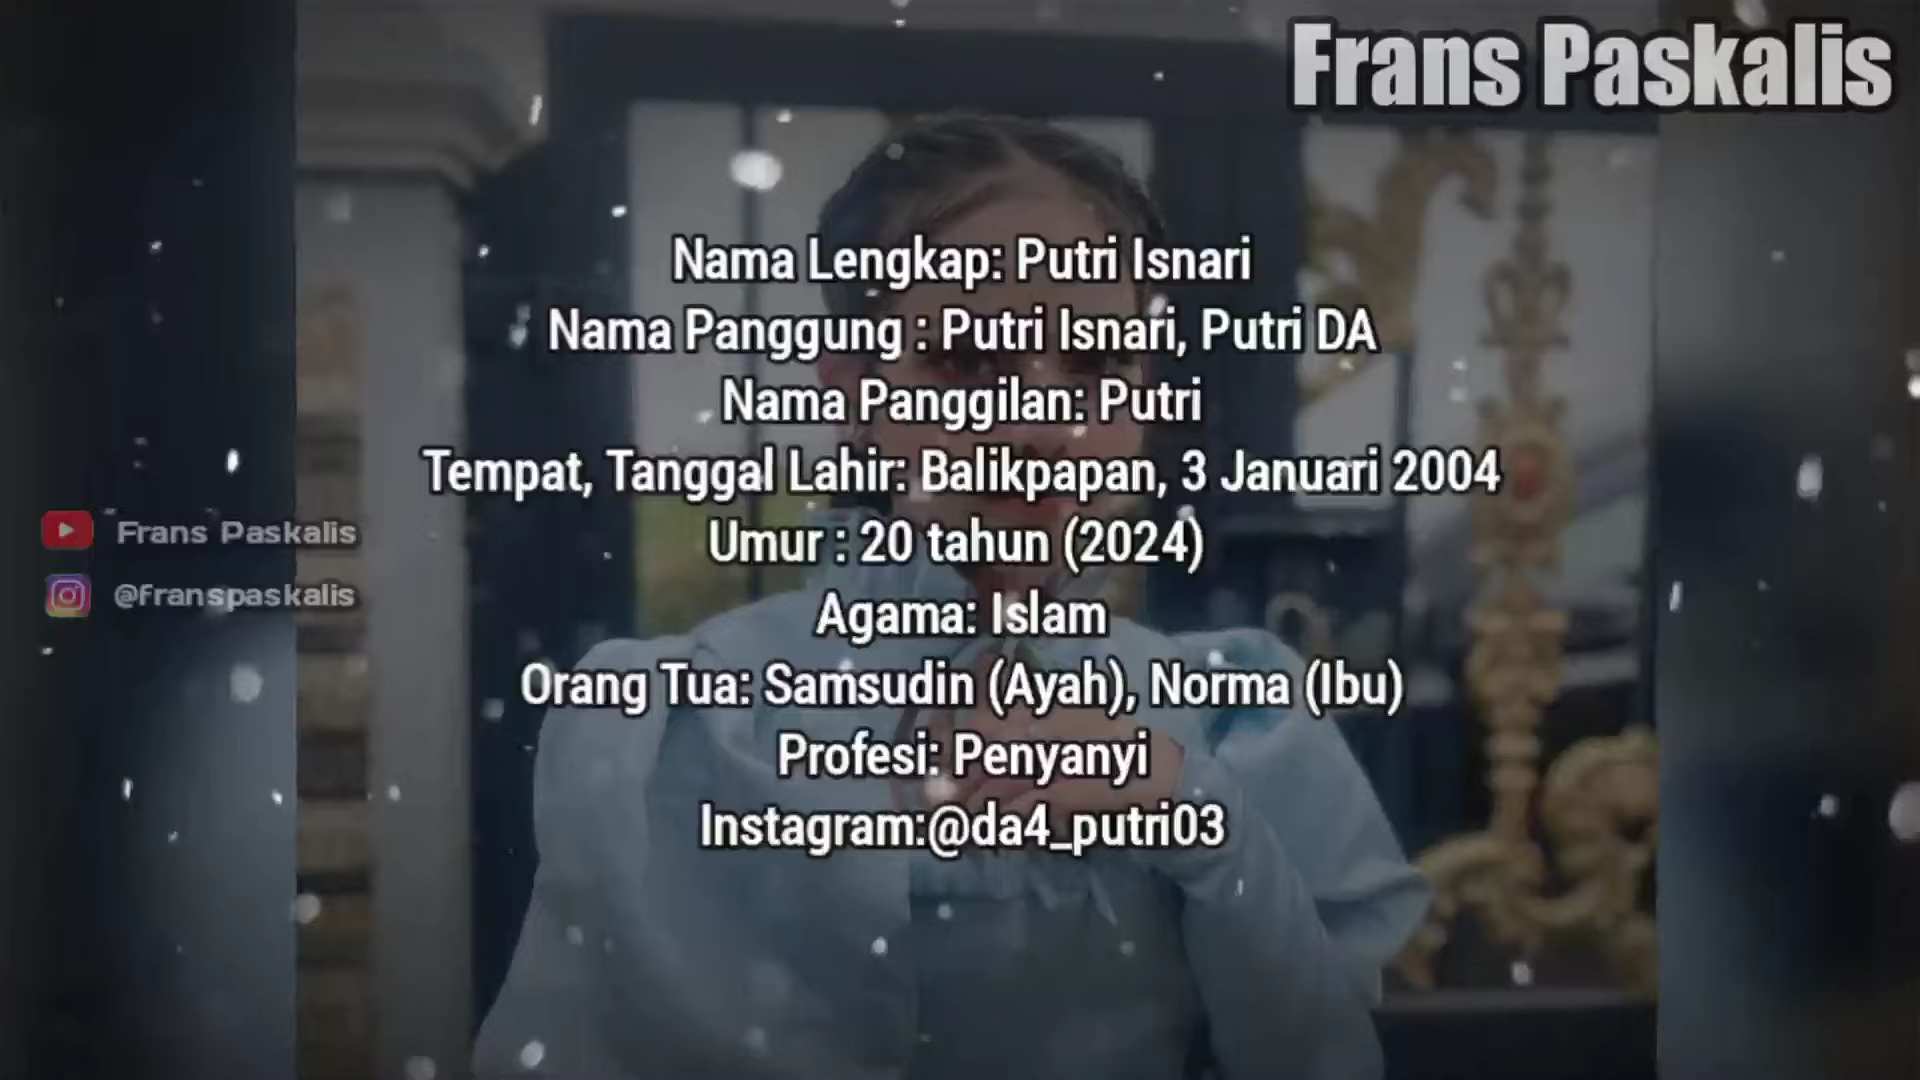 Frans Paskalis
Nama Lengkap: Putri Isnari
Nama Panggung : Putri Isnari, Putri DA
Nama Panggilan: Putri
Tempat, Tanggal Lahir: Balikpapan, 3 Januari 2004
Umur : 20 tahun (2024)
Agama: Islam
Orang Tua: Samsudin (Ayah), Norma (Ibu)
Profesi: Penyanyi
Instagram:@da4_putri03
Frans Paskalis
@franspaskalis